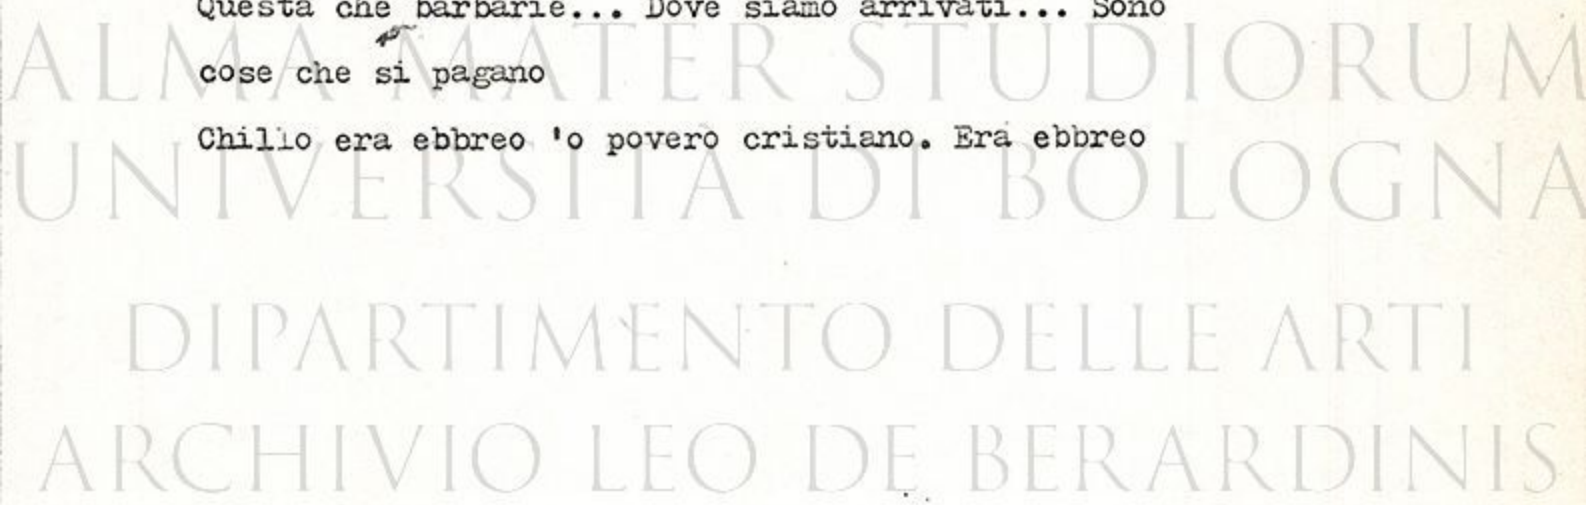 Questa che barbarie... Dove siamo arrivati... Sono
cose che si pagano
Chillo era ebbreo 'o povero cristiano. Era ebbreo
ALMA MATER STUDIORUM
UNIVERSITÀ DI BOLOGNA
DIPARTIMENTO DELLE ARTI
ARCHIVIO LEO DE BERARDINIS